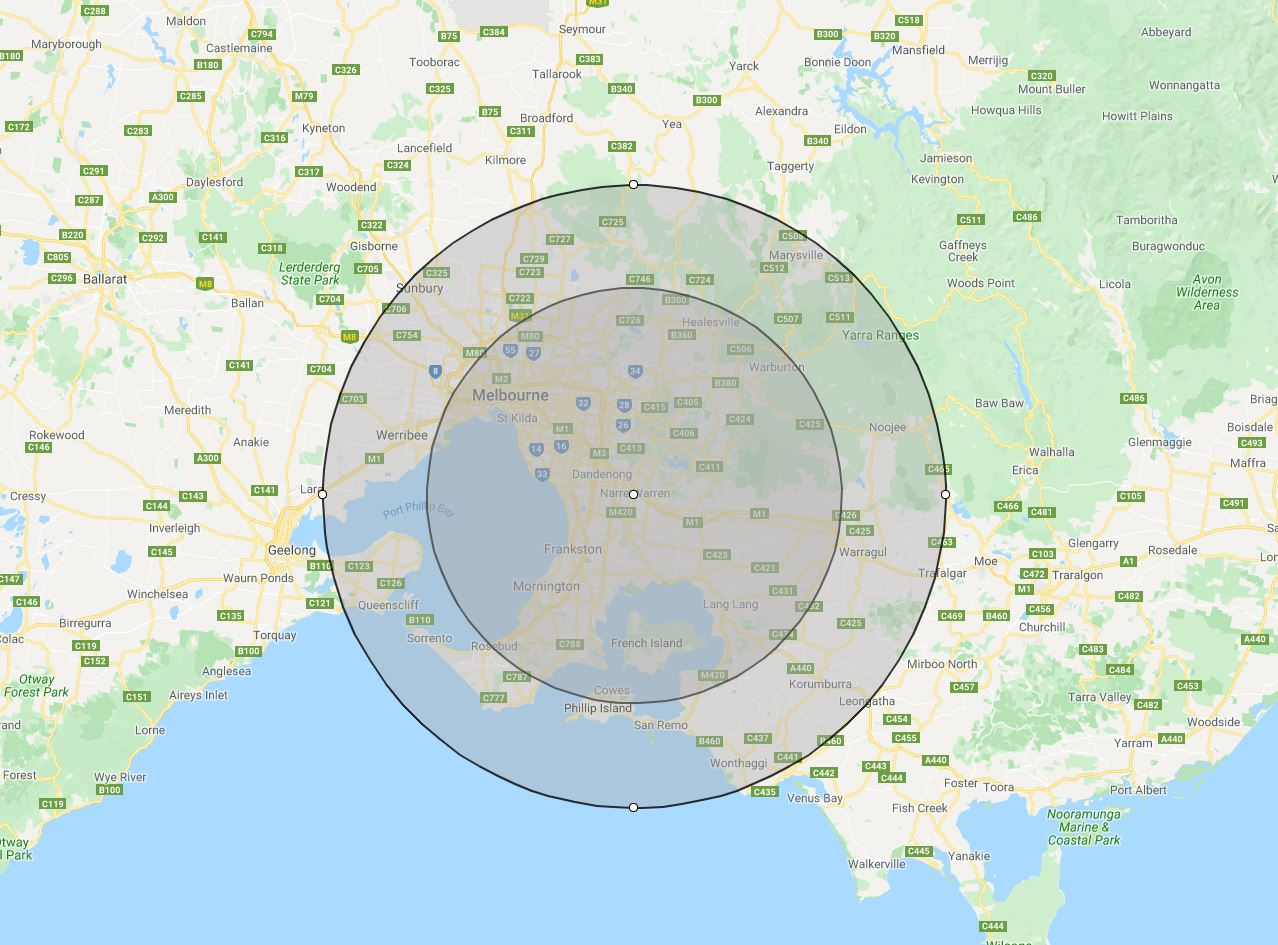 C288
M31
Maldon
C518
C794
B75
C384
Seymour
B300
B320
Abbeyard
Maryborough
Castlemaine
Mansfield
B180
B180
C326
Tooborac
C383
Yarck
Bonnie Doon
Merrijig
Tallarook
C320
C285
M79
C325
B340
Mount Buller
Wonnangatta
B300
B75
Alexandra
Howqua Hills
C172
C283
Kyneton
C311
Broadford
Yea
Eildon
Howitt Plains
C316
B340
Lancefield
C382
C291
C317
C324
Kilmore
Taggerty
Jamieson
Daylesford
Woodend
Kevington
C287
A300
C322
C725
C511
C486
Tamboritha
B220
C292
C141
C727
C508
C805
C318
Gisborne
Marysville
Gaffneys
Creek
Buragwonduc
C296
Ballarat
Lerderderg
State Park
C705
C325
C729
C723
C512
C513
M8
Sunbury
C746
C724
Woods Point
Licola
Avon
Wilderness
Area
Ballan
C704
C706
C722
B300
M31
C726
Healesville
C507
C511
M8
C754
M80
B360
Yarra Ranges
M80
55
27
C506
C141
C704
8
M2
34
Warburton
B380
Melbourne
C703
32
28
C415
C405
Baw Baw
C486
Meredith
St Kilda
26
C424
C425
Noojee
Rokewood
Anakie
Werribee
M1
C406
Boisdale
C146
14
16
C413
Walhalla
Glenmaggie
C493
A300
M1
M3
C411
C465
Erica
Maffra
33
Dandenong
Cressy
C143
C141
Lara
Narre Warren
C105
C144
Port Phillip Bay
M420
M1
M1
C426
C466
C481
C491
Inverleigh
C425
C145
Geelong
Frankston
C423
Warragul
C463
Glengarry
Rosedale
B110
C123
C421
Trafalgar
Moe
C103
A1
C147
Waurn Ponds
C126
Mornington
C431
C472
Traralgon
M1
Winchelsea
C146
C121
Queenscliff
Lang Lang
C432
C482
C456
Birregurra
C135
B110
C425
C469
B460
Churchill
Torquay
Sorrento
C434
A440
C119
C788
French Island
C152
B100
Rosebud
C483
Otway
Forest Park
Anglesea
C787
M420
A440
Mirboo North
C484
C151
Aireys Inlet
C777
Cowes
Korumburra
C457
C453
Phillip Island
Leongatha
Tarra Valley
C482
Lorne
San Remo
C454
Woodside
B460
C437
B460
C455
Yarram
A440
Forest
Wye River
Wonthaggi
C441
C443
A440
B100
C442
C444
Foster
Toora
Port Albert
C119
C435
Venus Bay
Fish Creek
Nooramunga
Marine &
Coastal Park
C445
Yanakie
Walkerville
C444